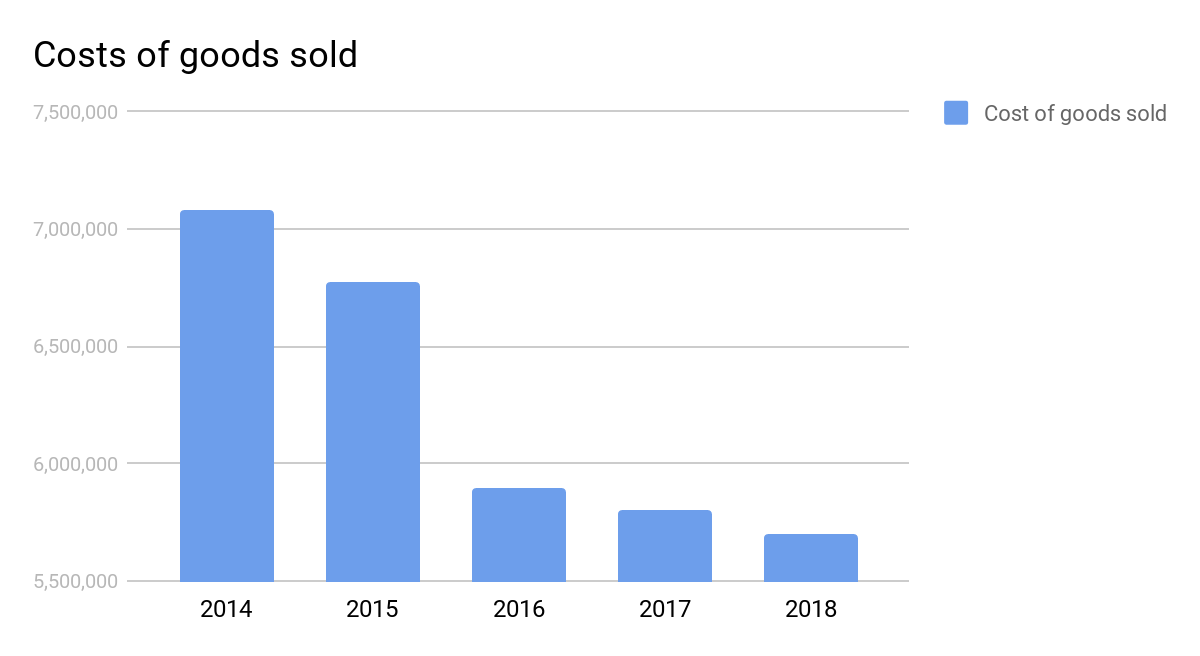 Costs of goods sold
7,500,000
Cost of goods sold
7,000,000
6,500,000
6,000,000
5,500,000
2014 2015 2016 2017 2018